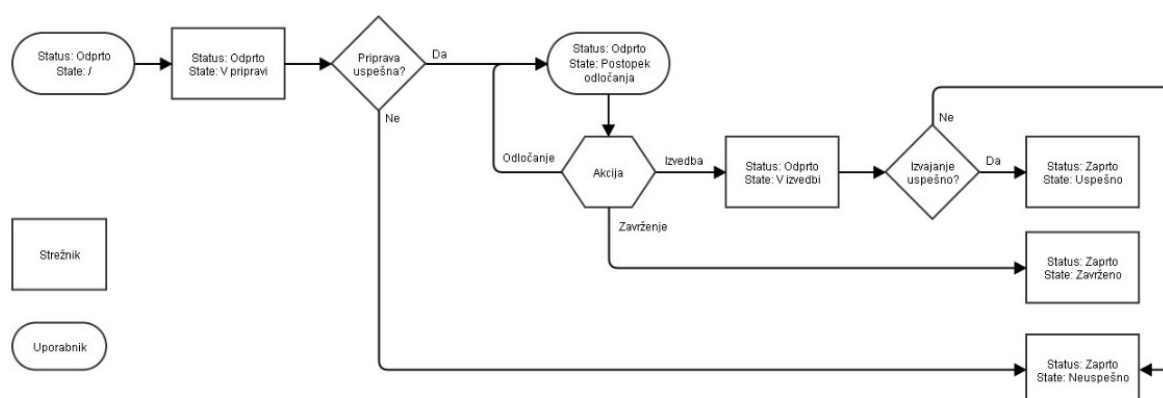 Status: Odprto
State: /
Status: Odprto
State: V pripravi
Priprava
uspešna?
Da
Ne
Status: Odprto
State: Postopek
odločanja
Odločanje
Akcija
Izvedba
Zavrženje
Status: Odprto
State: V izvedbi
Izvajanje
uspešno?
Ne
Da
Status: Zaprto
State: Uspešno
Status: Zaprto
State: Zavrženo
Status: Zaprto
State: Neuspešno
Strežnik
Uporabnik